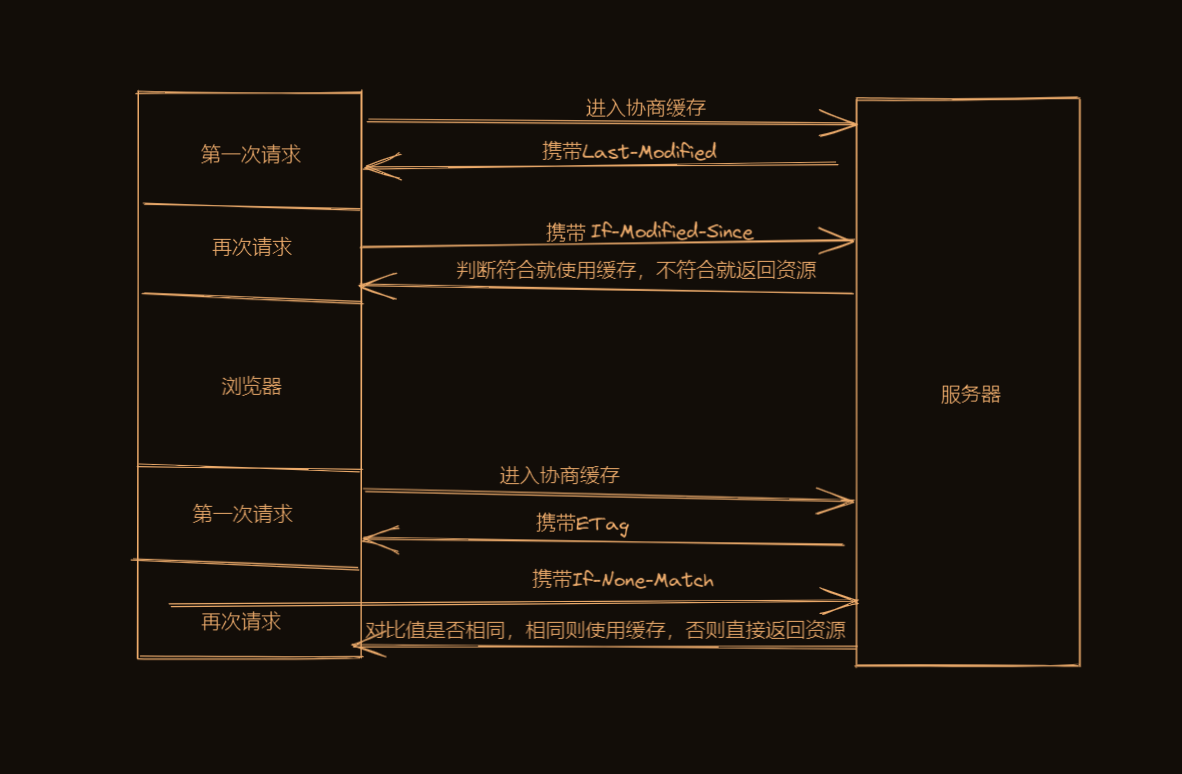 进入协商缓存
第一次请求
携带Last-Modified
携带 If-Modified-Since
再次请求
判断符合就使用缓存，不符合就返回资源
浏览器
服务器
进入协商缓存
第一次请求
携带ETag
携带If-None-Match
再次请求
对比值是否相同，相同则使用缓存，否则直接返回资源